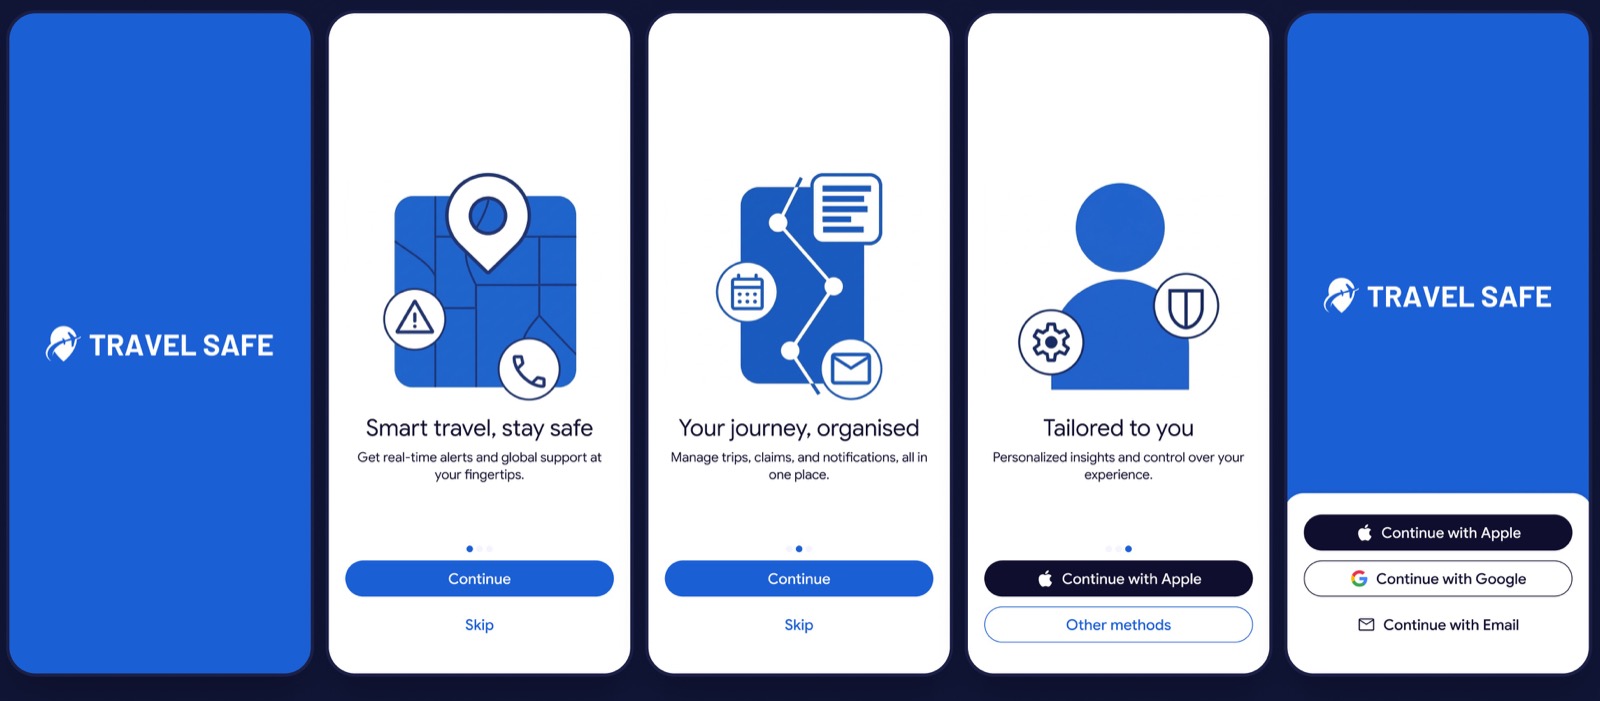 TRAVEL SAFE
Smart travel, stay safe
Get real-time alerts and global support at
your fingertips.
Continue
Skip
Your journey, organised
Manage trips, claims, and notifications, all in
one place.
Continue
Skip
Tailored to you
Personalized insights and control over your
experience.
Continue with Apple
Other methods
TRAVEL SAFE
Continue with Apple
Continue with Google
Continue with Email